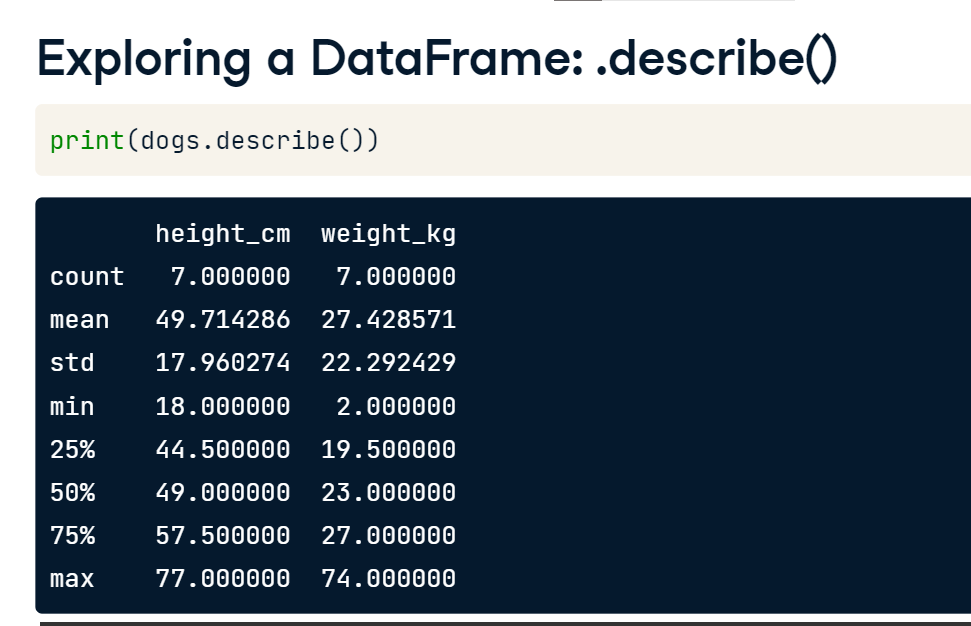 Exploring a DataFrame: .describe()
print(dogs.describe())
height_cm  weight_kg
count   7.000000   7.000000
mean   49.714286  27.428571
std    17.960274  22.292429
min    18.000000   2.000000
25%    44.500000  19.500000
50%    49.000000  23.000000
75%    57.500000  27.000000
max    77.000000  74.000000